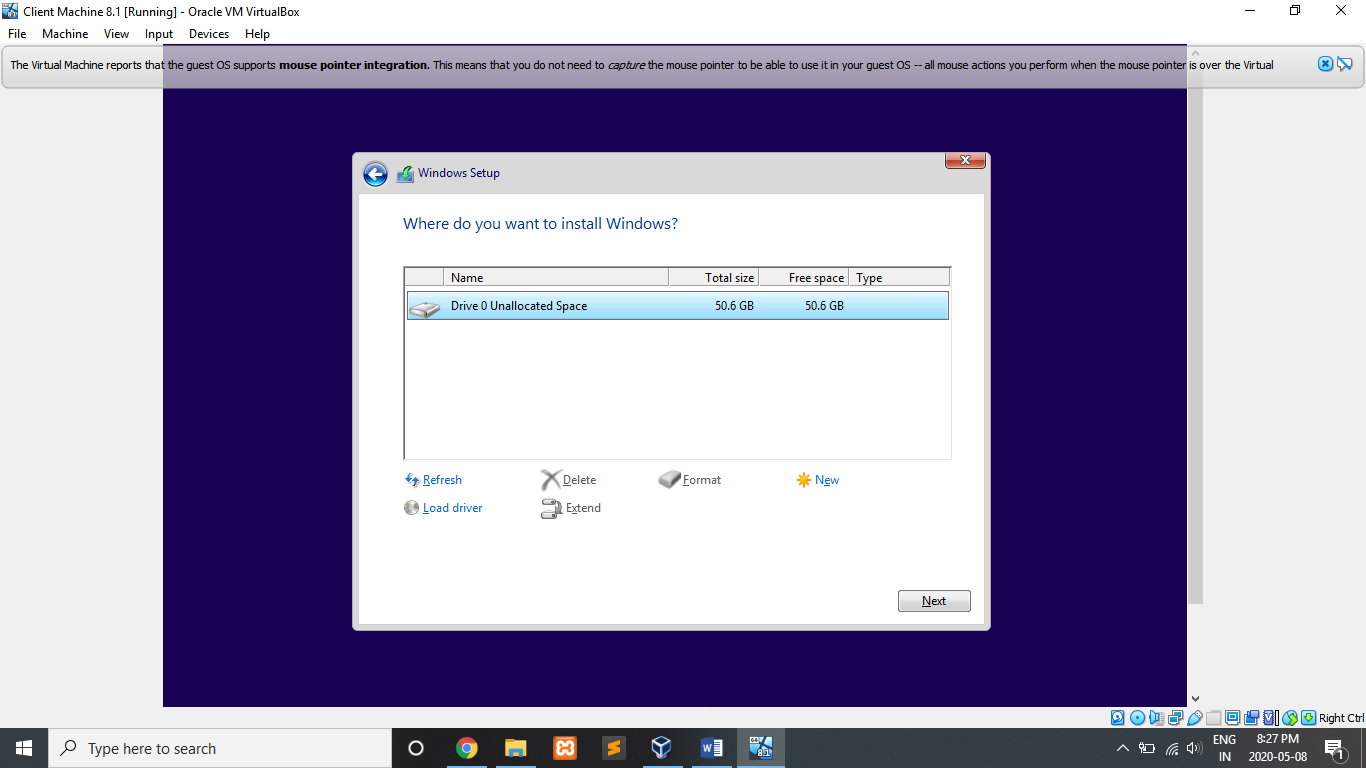 Client Machine 8.1 [Running] - Oracle VM VirtualBox
File Machine View Input Devices Help
The Virtual Machine reports that the guest OS supports mouse pointer integration. This means that you do not need to capture the mouse pointer to be able to use it in your guest OS -- all mouse actions you perform when the mouse pointer is over the Virtual
Windows Setup
Where do you want to install Windows?
Name Total size Free space Type
Drive 0 Unallocated Space 50.6 GB 50.6 GB
Refresh Delete Format New
Load driver Extend
Next
Right Ctrl
Type here to search
ENG 8:27 PM
IN 2020-05-08
1